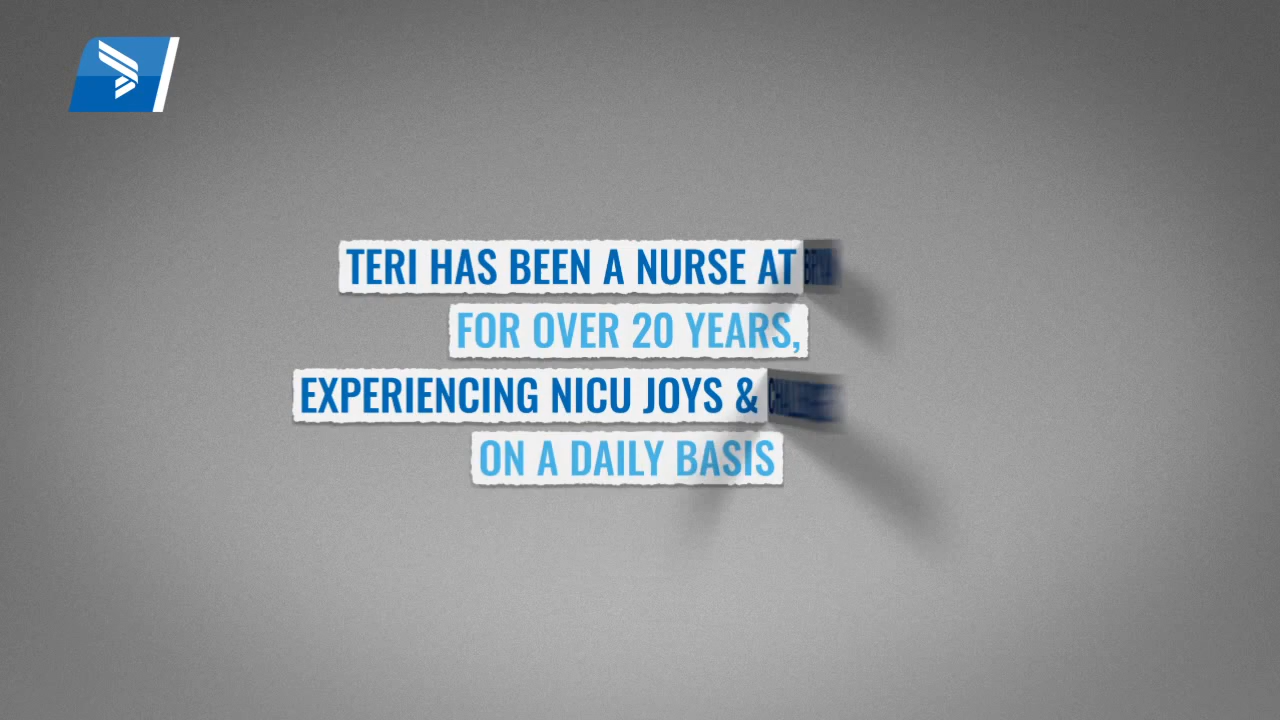 TERI HAS BEEN A NURSE AT
FOR OVER 20 YEARS,
EXPERIENCING NICU JOYS &
ON A DAILY BASIS